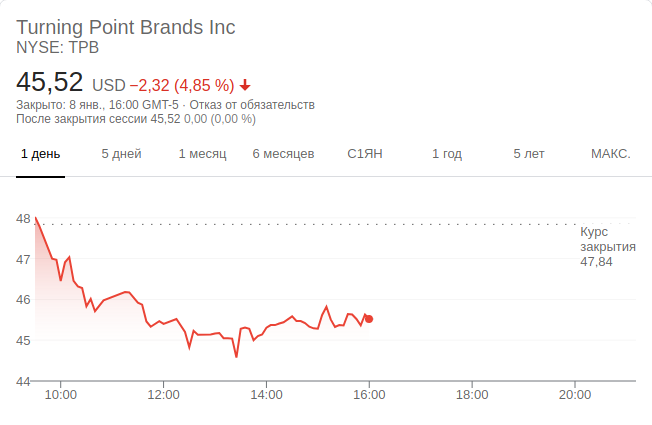 Turning Point Brands Inc
NYSE: TPB
45,52 USD −2,32 (4,85 %)
Закрыто: 8 янв., 16:00 GMT-5 · Отказ от обязательств
После закрытия сессии 45,52 0,00 (0,00 %)
1 день 5 дней 1 месяц 6 месяцев С1ЯН 1 год 5 лет МАКС.
48
Курс
закрытия
47,84
47
46
45
44
10:00 12:00 14:00 16:00 18:00 20:00